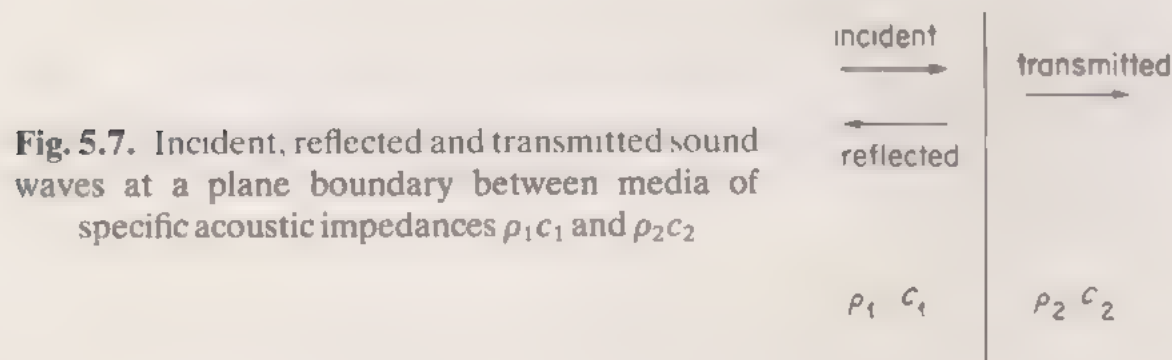 Fig. 5.7. Incident, reflected and transmitted sound
waves at a plane boundary between media of
specific acoustic impedances ρ₁c₁ and ρ₂c₂
incident
transmitted
reflected
ρ₁ c₁
ρ₂ c₂